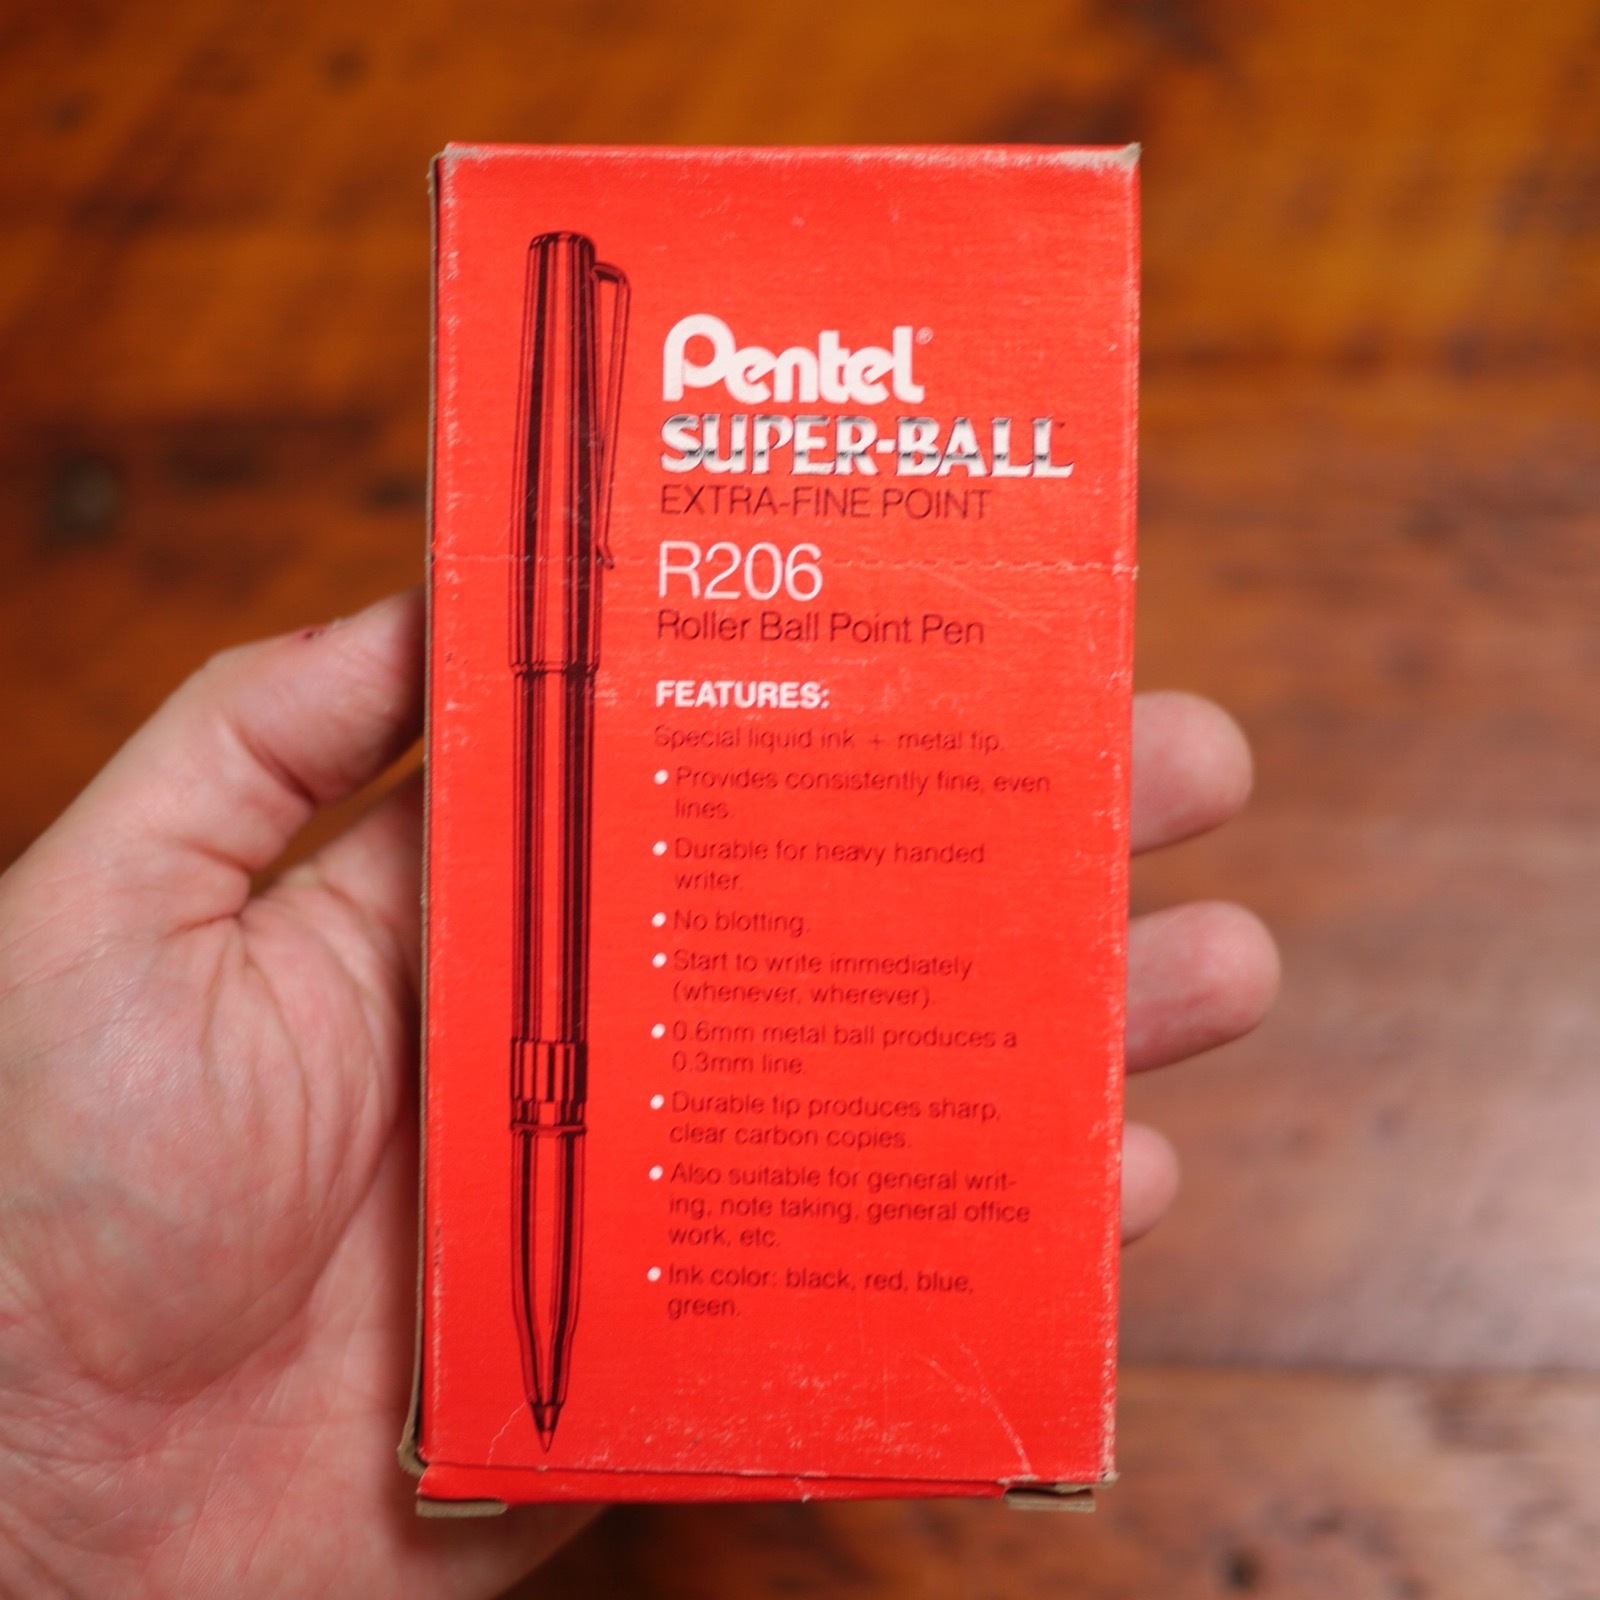 Pentel®
SUPER-BALL™
EXTRA-FINE POINT
R206
Roller Ball Point Pen
FEATURES:
Special liquid ink + metal tip.
• Provides consistently fine, even
lines.
• Durable for heavy handed
writer.
• No blotting.
• Start to write immediately
(whenever, wherever).
• 0.6mm metal ball produces a
0.3mm line.
• Durable tip produces sharp,
clear carbon copies.
• Also suitable for general writ-
ing, note taking, general office
work, etc.
• Ink color: black, red, blue,
green.